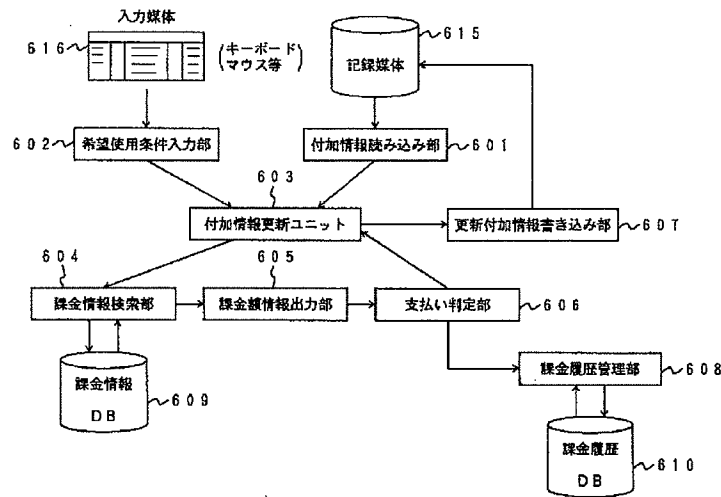 入力媒体
616
(キーボード
マウス等)
615
記録媒体
602
希望使用条件入力部
付加情報読み込み部
601
603
付加情報更新ユニット
更新付加情報書き込み部
607
604
605
課金情報検索部
課金額情報出力部
支払い判定部
606
課金情報
DB
609
課金履歴管理部
608
課金履歴
DB
610